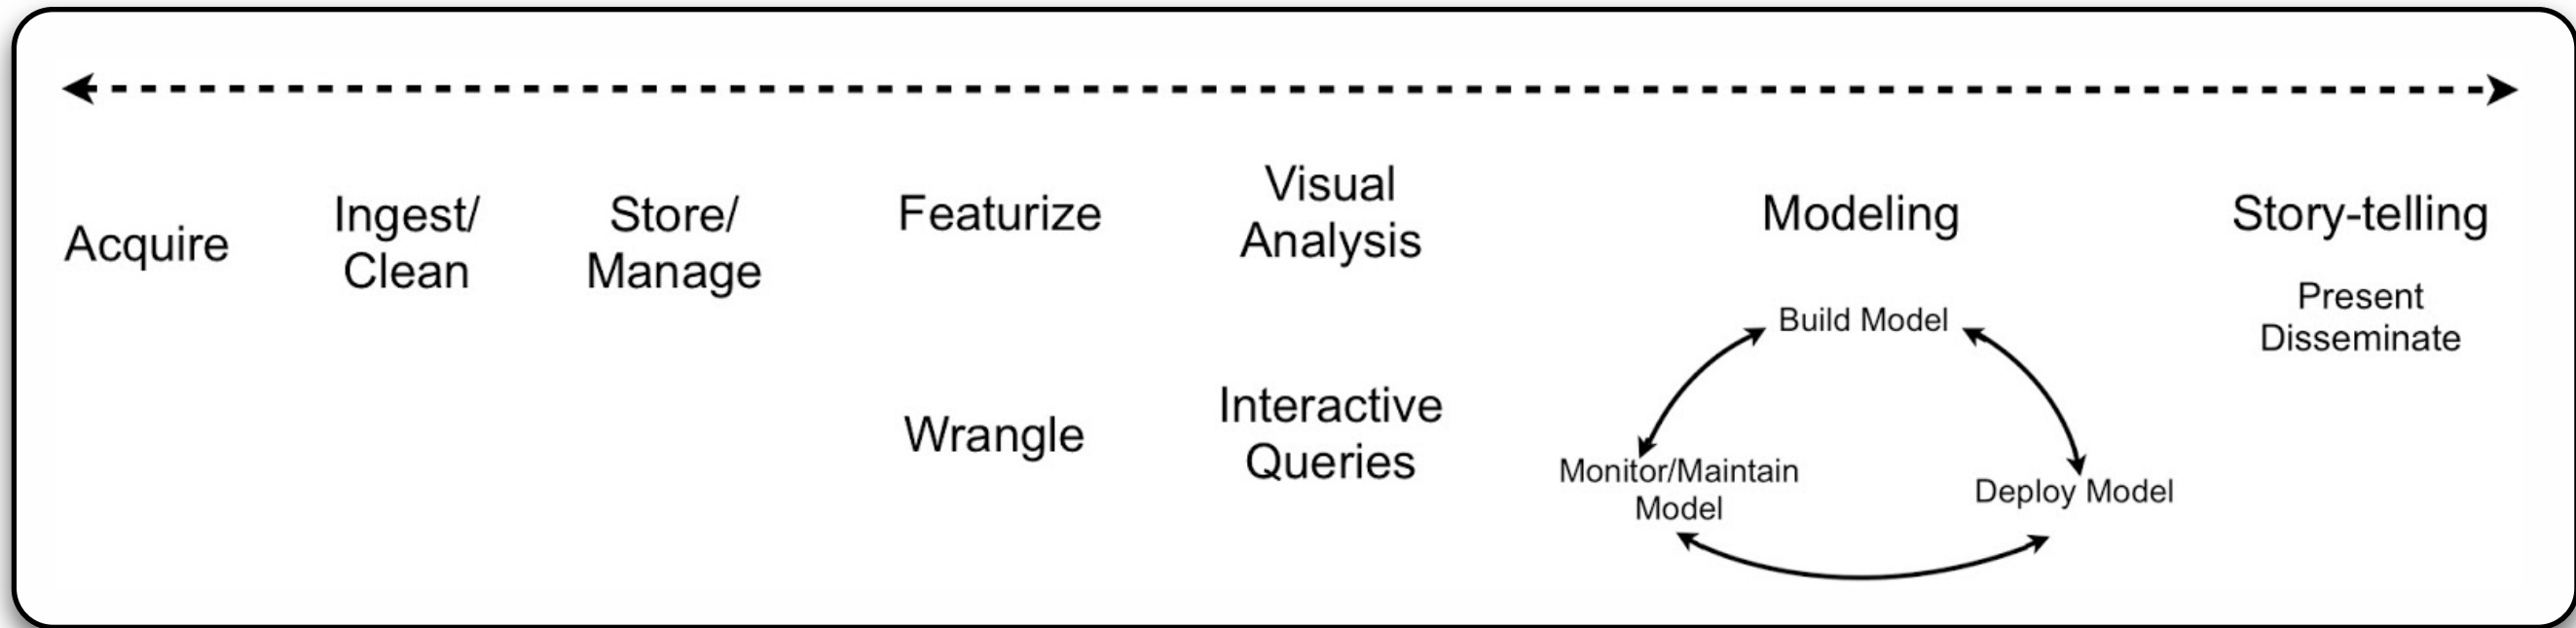 Acquire
Ingest/
Clean
Store/
Manage
Featurize
Wrangle
Visual
Analysis
Interactive
Queries
Modeling
Build Model
Monitor/Maintain
Model
Deploy Model
Story-telling
Present
Disseminate